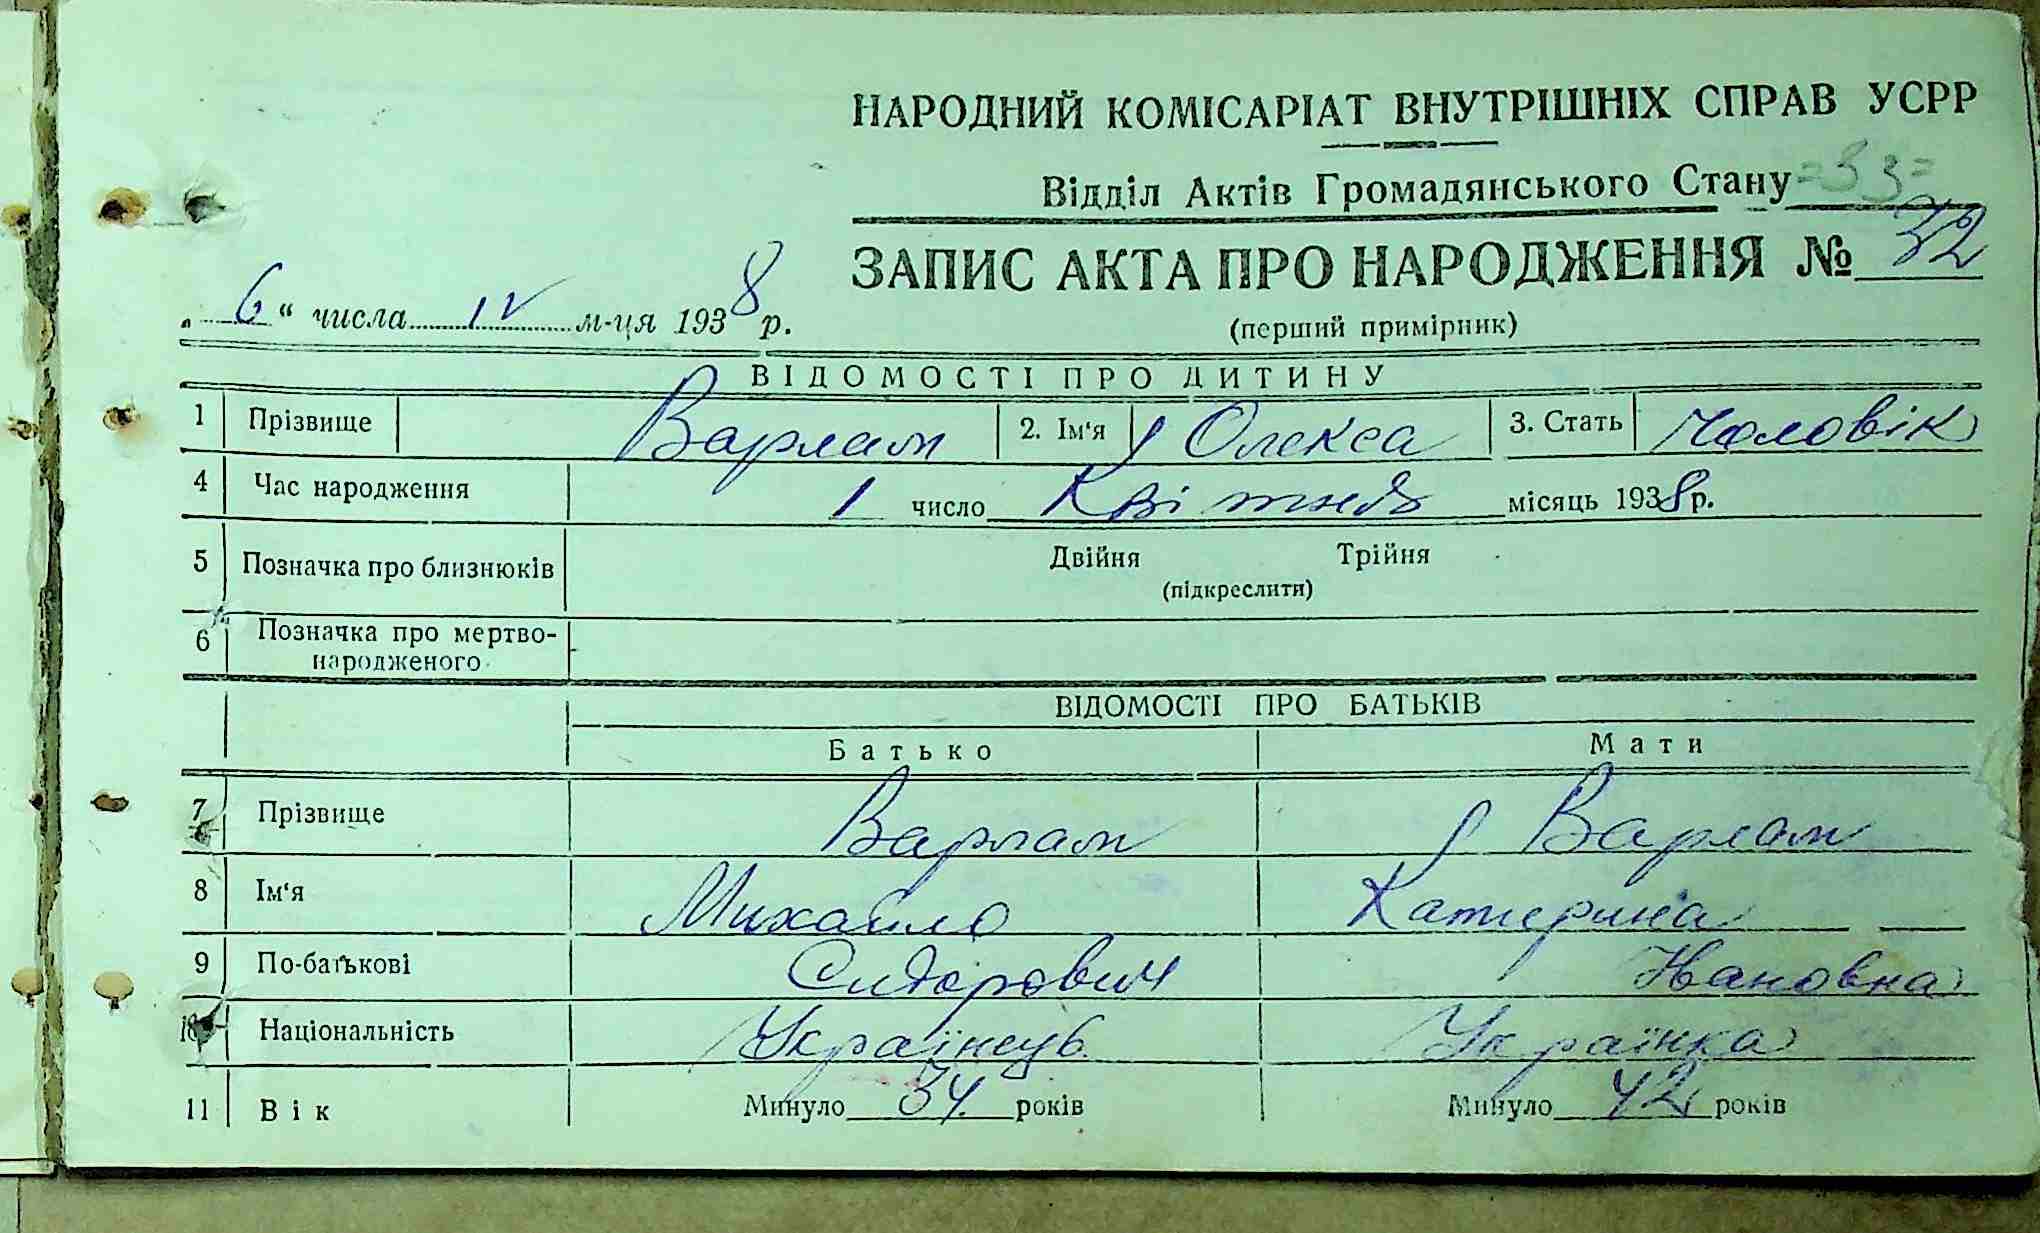 НАРОДНИЙ КОМІСАРІАТ ВНУТРІШНІХ СПРАВ УСРР
Відділ Актів Громадянського Стану =33=
ЗАПИС АКТА ПРО НАРОДЖЕННЯ № 32
„ 6 “ числа IV м-ця 1938 р.
(перший примірник)
ВІДОМОСТІ ПРО ДИТИНУ
1 Прізвище Варлам 2. Ім'я Олекса 3. Стать Чоловік
4 Час народження 1 число Квітня місяць 1938 р.
5 Позначка про близнюків Двійня Трійня
(підкреслити)
6 Позначка про мертво-
народженого
ВІДОМОСТІ ПРО БАТЬКІВ
Батько Мати
7 Прізвище Варлам Варлам
8 Ім'я Михайло Катерина
9 По-батькові Сидорович Івановна
10 Національність Українець Українка
11 Вік Минуло 34 років Минуло 42 років